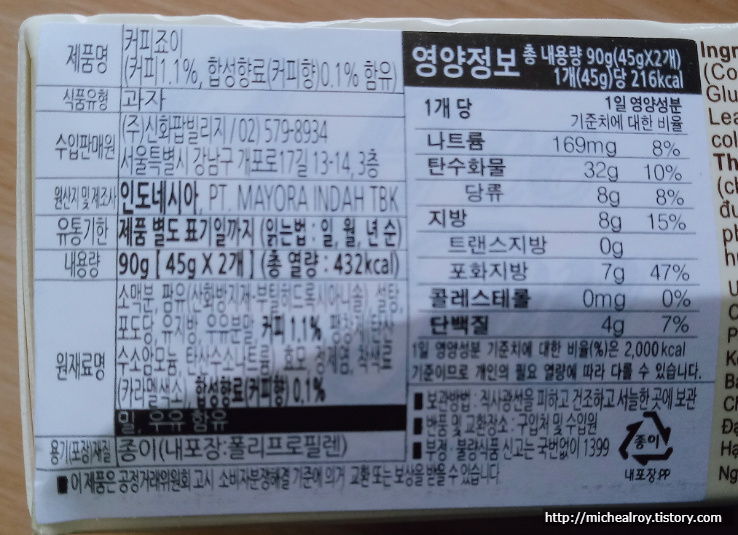 제품명
커피죠이
(커피1.1%, 합성향료(커피향)0.1% 함유)
식품유형
과자
수입판매원
(주)신화팝빌리지 / 02) 579-8934
서울특별시 강남구 개포로17길 13-14, 3층
원산지 및 제조사
인도네시아, PT. MAYORA INDAH TBK
유통기한
제품 별도 표기일까지 (읽는법 : 일, 월, 년 순)
내용량
90g [ 45g X 2개 ] (총 열량 : 432kcal)
원재료명
소맥분, 팜유(산화방지제-부틸히드록시아니솔), 설탕,
포도당, 유지방, 우유분말, 커피 1.1%, 팽창제(탄산
수소암모늄, 탄산수소나트륨), 효모, 정제염, 착색
(카라멜색소), 합성향료(커피향) 0.1%
밀, 우유 함유
용기(포장)재질
종이(내포장:폴리프로필렌)
이 제품은 공정거래위원회 고시 소비자분쟁해결 기준에 의거 교환 또는 보상을 받을 수 있습니다.
영양정보 총 내용량 90g(45gX2개)
1개(45g)당 216kcal
1개 당
1일 영양성분
기준치에 대한 비율
나트륨 169mg 8%
탄수화물 32g 10%
당류 8g 8%
지방 8g 15%
트랜스지방 0g
포화지방 7g 47%
콜레스테롤 0mg 0%
단백질 4g 7%
1일 영양성분 기준치에 대한 비율(%)은 2,000kcal
기준이므로 개인의 필요 열량에 따라 다를 수 있습니다.
보관방법 : 직사광선을 피하고 건조하고 서늘한 곳에 보관
반품 및 교환장소 : 구입처 및 수입원
부정·불량식품 신고는 국번없이 1399
종이
내포장:PP
Ingr
(Co
Glu
Lea
col
Th
(c
http://michealroy.tistory.com